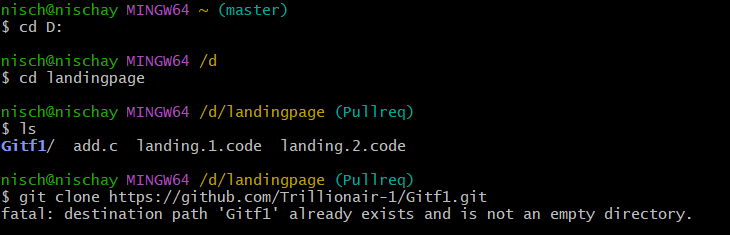 nisch@nischay MINGW64 ~ (master)
$ cd D:
nisch@nischay MINGW64 /d
$ cd landingpage
nisch@nischay MINGW64 /d/landingpage (Pullreq)
$ ls
Gitf1/  add.c  landing.1.code  landing.2.code
nisch@nischay MINGW64 /d/landingpage (Pullreq)
$ git clone https://github.com/Trillionair-1/Gitf1.git
fatal: destination path 'Gitf1' already exists and is not an empty directory.